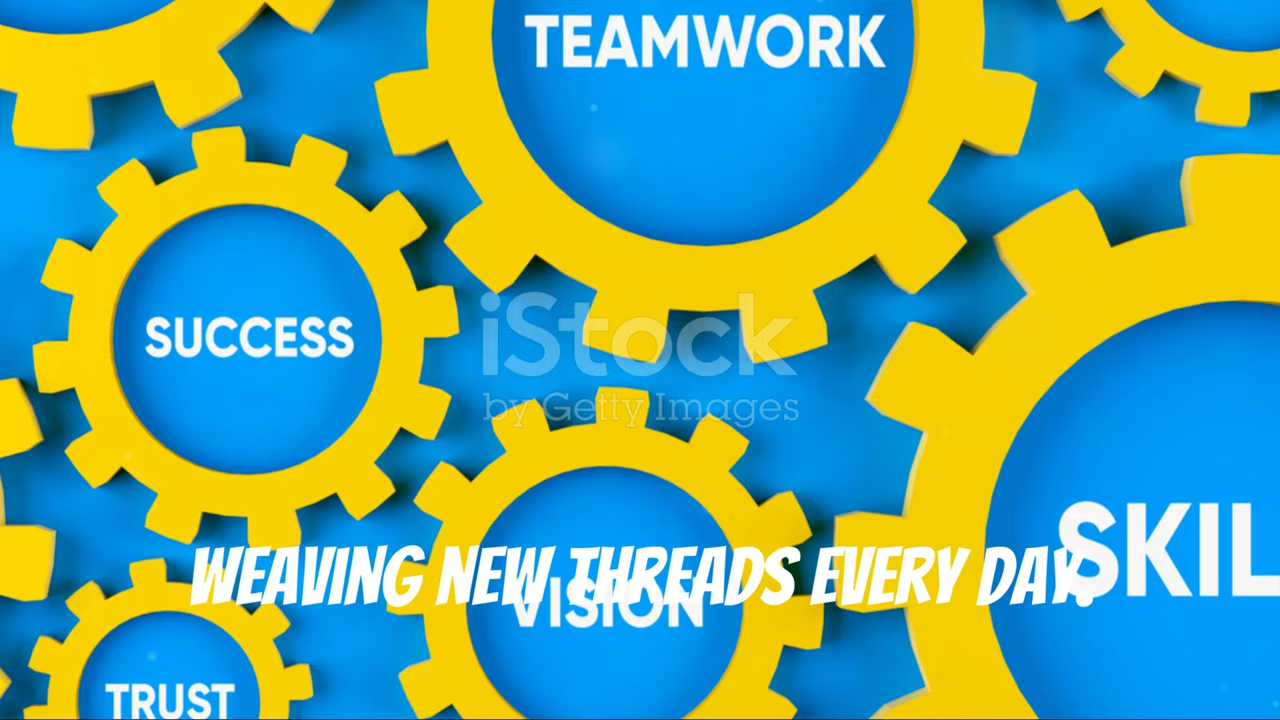 TEAMWORK
SUCCESS
iStock
by Getty Images
SKIL
WEAVING NEW THREADS EVERY DAY.
VISION
TRUST